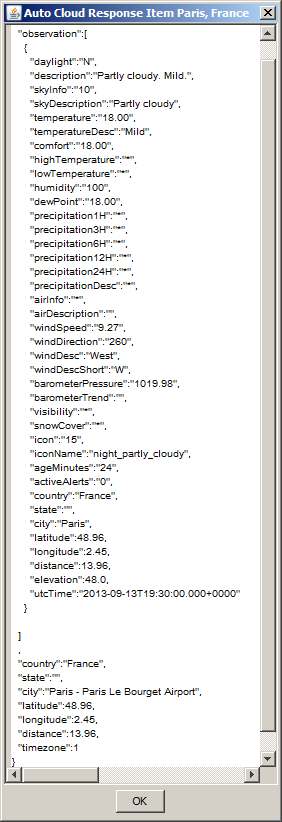 Auto Cloud Response Item Paris, France
"observation":[
{
"daylight":"N",
"description":"Partly cloudy. Mild.",
"skyInfo":"10",
"skyDescription":"Partly cloudy",
"temperature":"18.00",
"temperatureDesc":"Mild",
"comfort":"18.00",
"highTemperature":"*",
"lowTemperature":"*",
"humidity":"100",
"dewPoint":"18.00",
"precipitation1H":"*",
"precipitation3H":"*",
"precipitation6H":"*",
"precipitation12H":"*",
"precipitation24H":"*",
"precipitationDesc":"*",
"airInfo":"*",
"airDescription":"",
"windSpeed":"9.27",
"windDirection":"260",
"windDesc":"West",
"windDescShort":"W",
"barometerPressure":"1019.98",
"barometerTrend":"",
"visibility":"*",
"snowCover":"*",
"icon":"15",
"iconName":"night_partly_cloudy",
"ageMinutes":"24",
"activeAlerts":"0",
"country":"France",
"state":"",
"city":"Paris",
"latitude":48.96,
"longitude":2.45,
"distance":13.96,
"elevation":48.0,
"utcTime":"2013-09-13T19:30:00.000+0000"
}
]
,
"country":"France",
"state":"",
"city":"Paris - Paris Le Bourget Airport",
"latitude":48.96,
"longitude":2.45,
"distance":13.96,
"timezone":1
}
OK